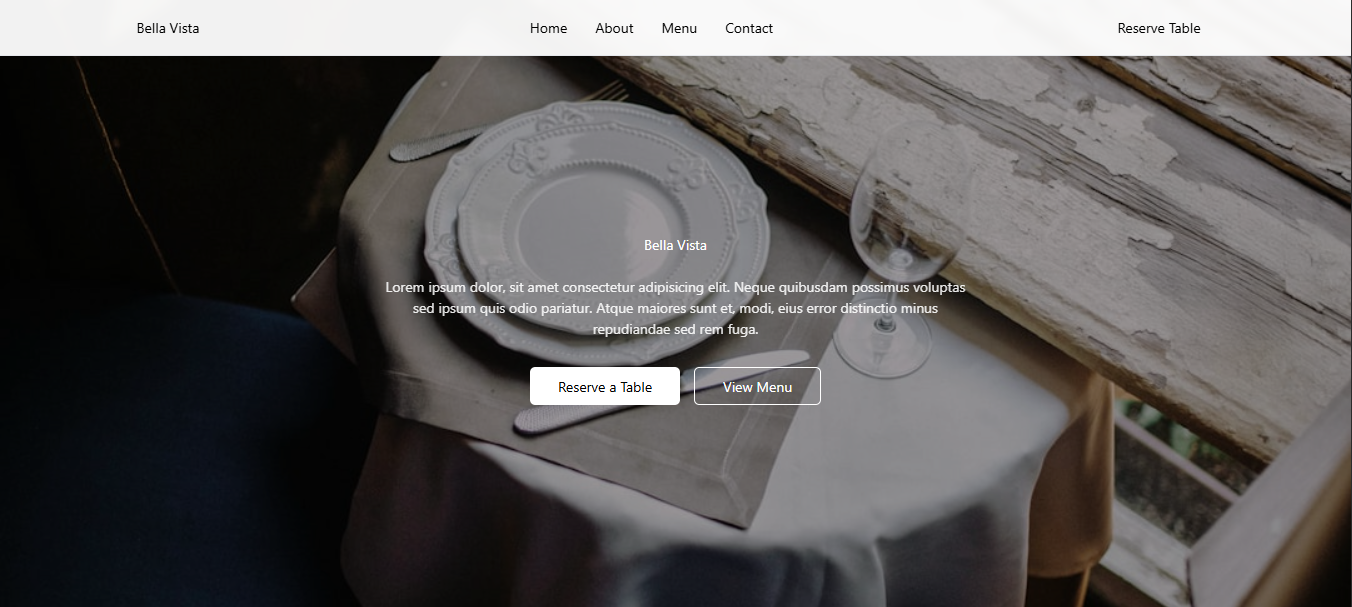 Bella Vista
Home About Menu Contact
Reserve Table
Bella Vista
Lorem ipsum dolor, sit amet consectetur adipisicing elit. Neque quibusdam possimus voluptas
sed ipsum quis odio pariatur. Atque maiores sunt et, modi, eius error distinctio minus
repudiandae sed rem fuga.
Reserve a Table
View Menu